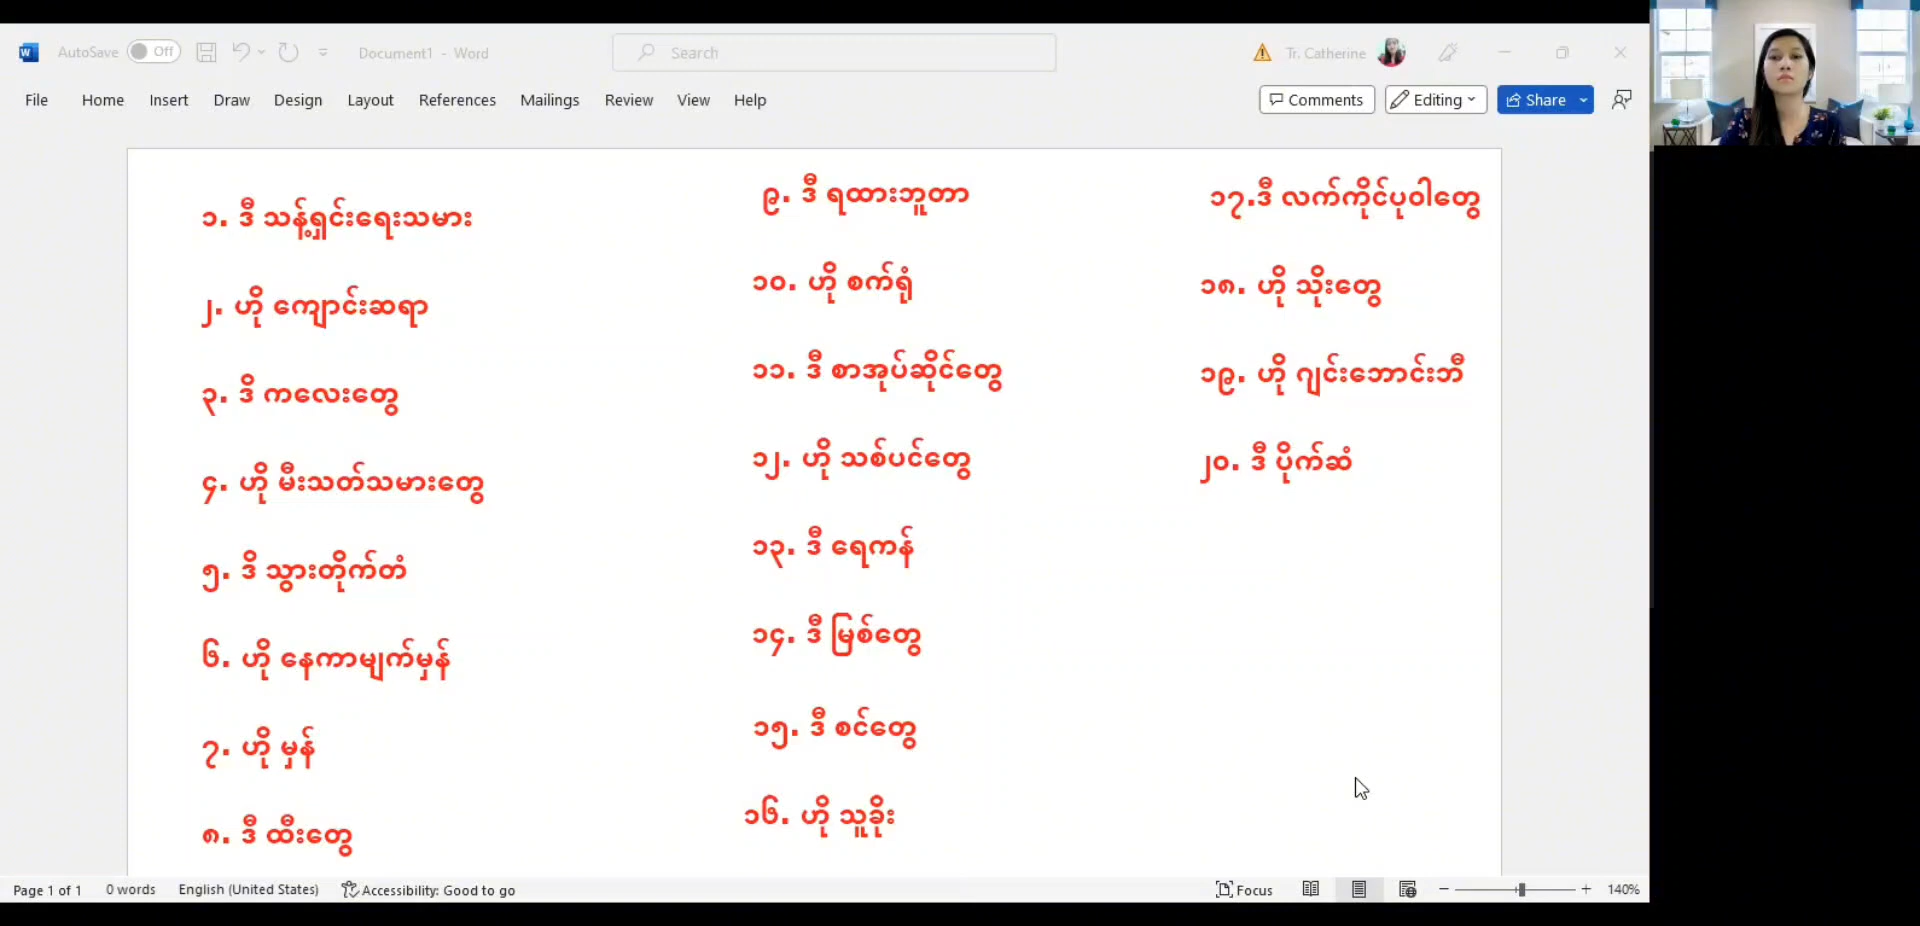 AutoSave Off Document1 - Word Search Tr. Catherine
File Home Insert Draw Design Layout References Mailings Review View Help Comments Editing Share
၁. ဒီ သန့်ရှင်းရေးသမား
၂. ဟို ကျောင်းဆရာ
၃. ဒိ ကလေးတွေ
၄. ဟို မီးသတ်သမားတွေ
၅. ဒိ သွားတိုက်တံ
၆. ဟို နေကာမျက်မှန်
၇. ဟို မှန်
၈. ဒီ ထီးတွေ
၉. ဒီ ရထားဘူတာ
၁၀. ဟို စက်ရုံ
၁၁. ဒီ စာအုပ်ဆိုင်တွေ
၁၂. ဟို သစ်ပင်တွေ
၁၃. ဒီ ရေကန်
၁၄. ဒီ မြစ်တွေ
၁၅. ဒီ စင်တွေ
၁၆. ဟို သူခိုး
၁၇.ဒီ လက်ကိုင်ပုဝါတွေ
၁၈. ဟို သိုးတွေ
၁၉. ဟို ဂျင်းဘောင်းဘီ
၂၀. ဒီ ပိုက်ဆံ
Page 1 of 1 0 words English (United States) Accessibility: Good to go Focus 140%